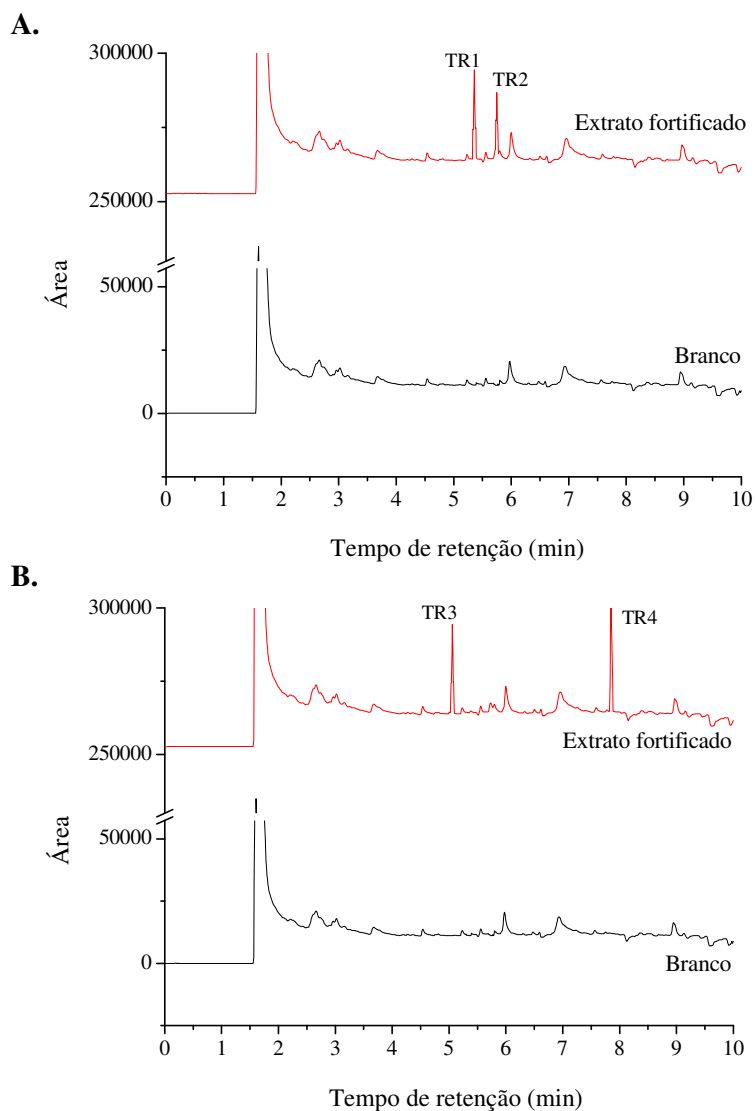 A.
300000
TR1
TR2
Extrato fortificado
250000
Área
50000
Branco
0
0 1 2 3 4 5 6 7 8 9 10
Tempo de retenção (min)
B.
300000
TR3
TR4
250000
Extrato fortificado
Área
50000
0
Branco
0 1 2 3 4 5 6 7 8 9 10
Tempo de retenção (min)